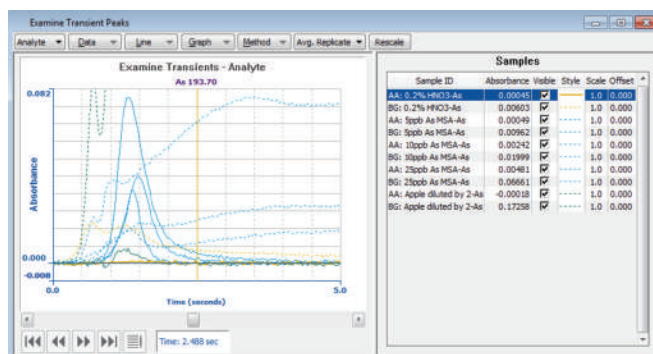 Examine Transient Peaks
Analyte Data Line Graph Method Avg. Replicate Rescale
Examine Transients - Analyte
As 193.70
0.082
Absorbance
0.000
-0.008
0.0 5.0
Time (seconds)
Time: 2.488 sec
Samples
Sample ID Absorbance Visible Style Scale Offset
AA: 0.2% HNO3-As 0.00045 1.0 0.000
BG: 0.2% HNO3-As 0.00603 1.0 0.000
AA: 5ppb As MSA-As 0.00049 1.0 0.000
BG: 5ppb As MSA-As 0.00962 1.0 0.000
AA: 10ppb As MSA-As 0.00242 1.0 0.000
BG: 10ppb As MSA-As 0.01999 1.0 0.000
AA: 25ppb As MSA-As 0.00481 1.0 0.000
BG: 25ppb As MSA-As 0.06661 1.0 0.000
AA: Apple diluted by 2-As -0.00018 1.0 0.000
BG: Apple diluted by 2-As 0.17258 1.0 0.000